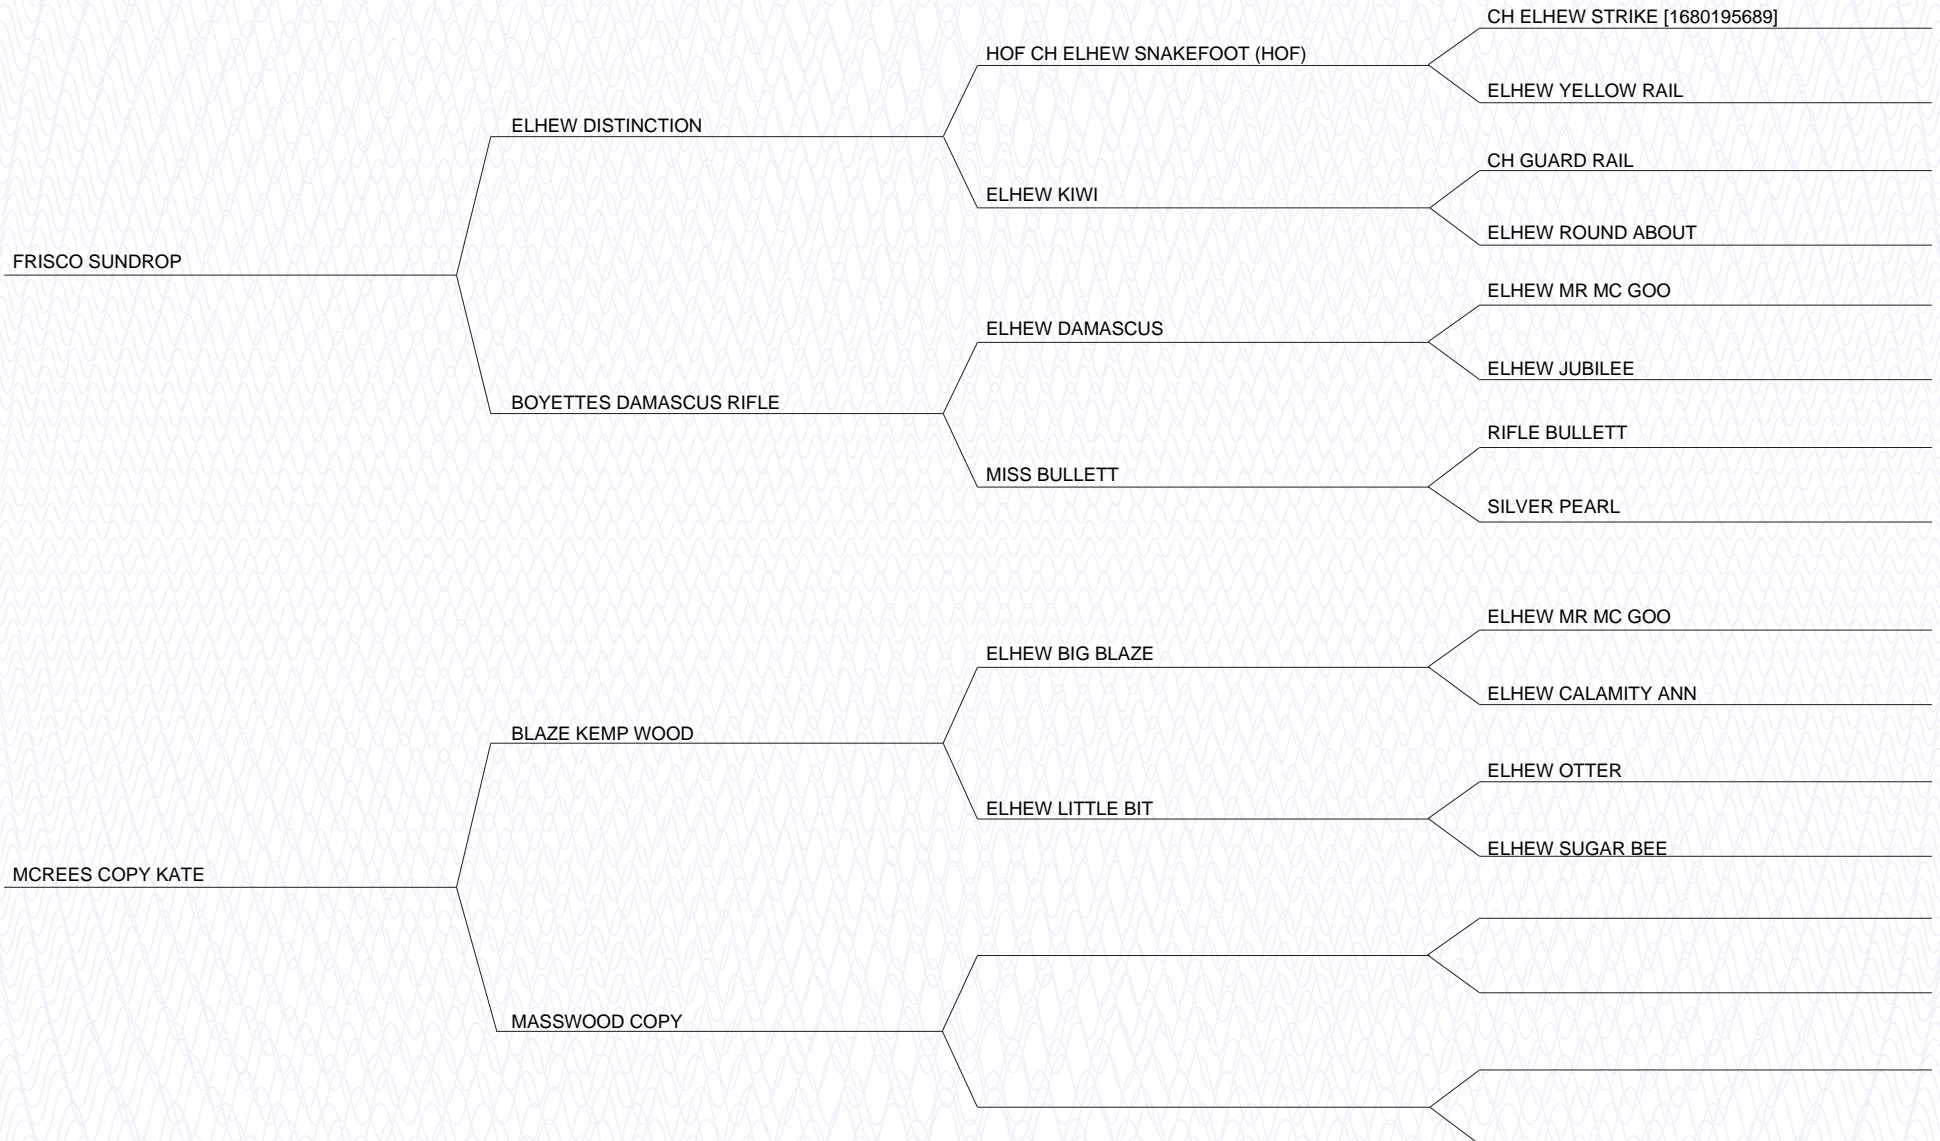 CH ELHEW STRIKE [1680195689]
HOF CH ELHEW SNAKEFOOT (HOF)
ELHEW YELLOW RAIL
ELHEW DISTINCTION
CH GUARD RAIL
ELHEW KIWI
ELHEW ROUND ABOUT
FRISCO SUNDROP
ELHEW MR MC GOO
ELHEW DAMASCUS
ELHEW JUBILEE
BOYETTES DAMASCUS RIFLE
RIFLE BULLETT
MISS BULLETT
SILVER PEARL
ELHEW MR MC GOO
ELHEW BIG BLAZE
ELHEW CALAMITY ANN
BLAZE KEMP WOOD
ELHEW OTTER
ELHEW LITTLE BIT
ELHEW SUGAR BEE
MCREES COPY KATE
MASSWOOD COPY